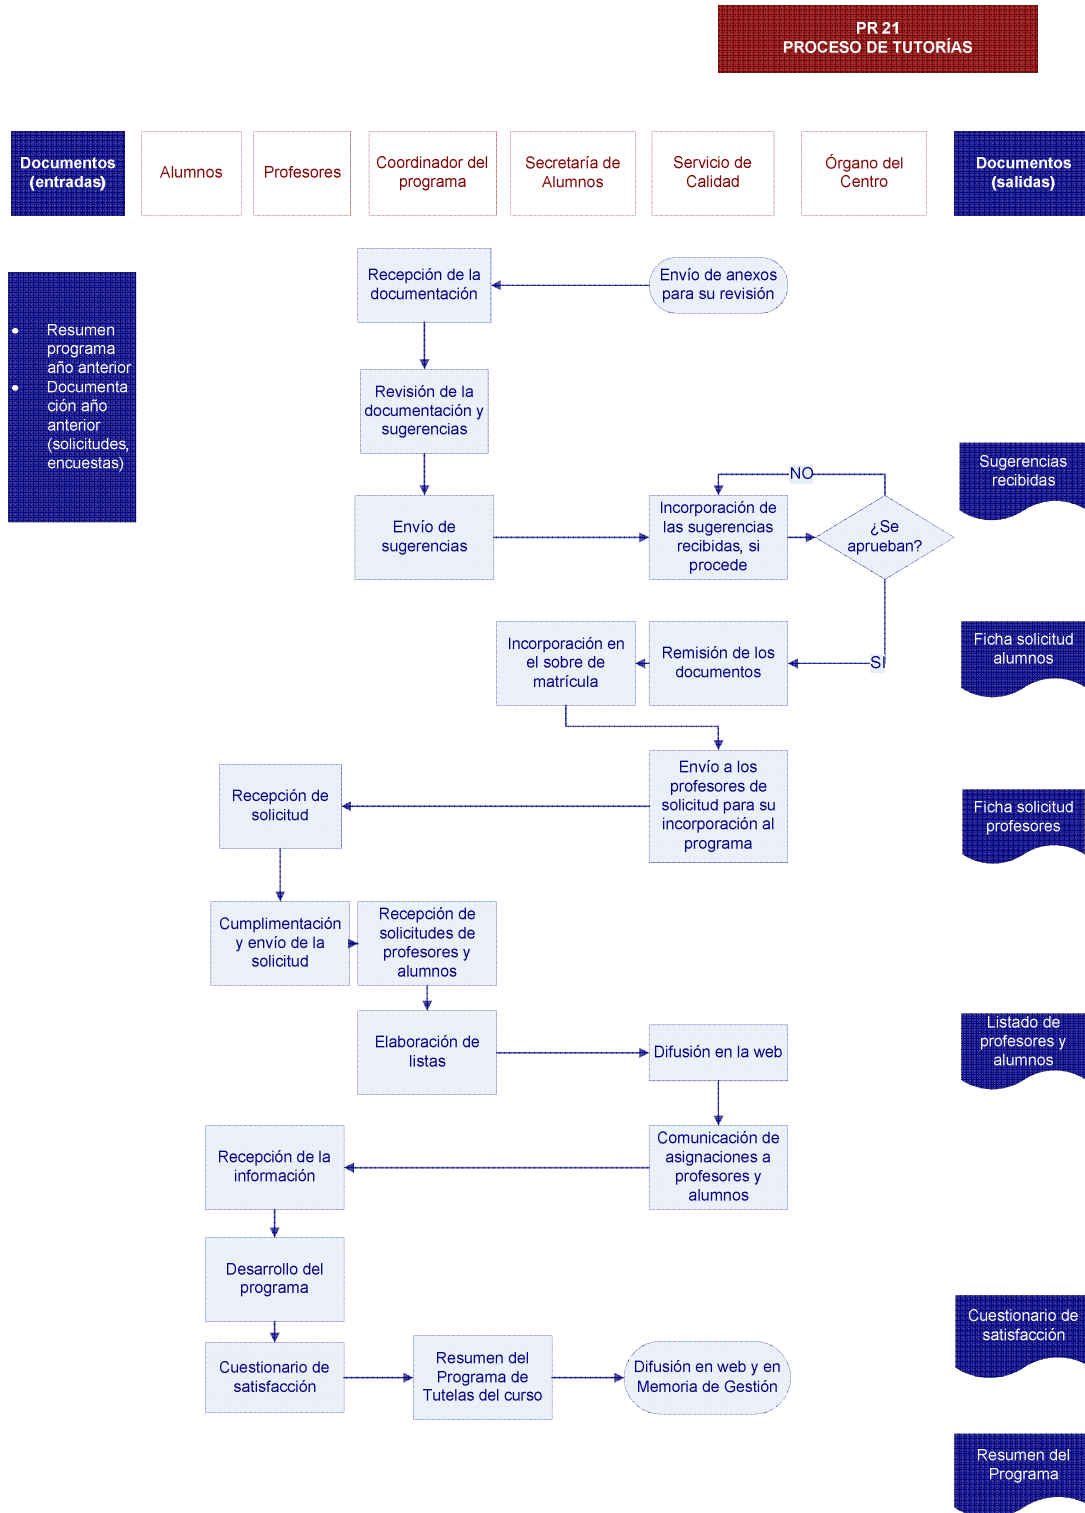 PR 21
PROCESO DE TUTORÍAS
Documentos
(entradas)
Alumnos
Profesores
Coordinador del
programa
Secretaría de
Alumnos
Servicio de
Calidad
Órgano del
Centro
Documentos
(salidas)
Recepción de la
documentación
Envío de anexos
para su revisión
● Resumen
programa
año anterior
● Documenta
ción año
anterior
(solicitudes,
encuestas)
Revisión de la
documentación y
sugerencias
Sugerencias
recibidas
NO
Envío de
sugerencias
Incorporación de
las sugerencias
recibidas, si
procede
¿Se
aprueban?
Incorporación en
el sobre de
matrícula
Remisión de los
documentos
SI
Ficha solicitud
alumnos
Recepción de
solicitud
Envío a los
profesores de
solicitud para su
incorporación al
programa
Ficha solicitud
profesores
Cumplimentación
y envío de la
solicitud
Recepción de
solicitudes de
profesores y
alumnos
Elaboración de
listas
Difusión en la web
Listado de
profesores y
alumnos
Recepción de la
información
Comunicación de
asignaciones a
profesores y
alumnos
Desarrollo del
programa
Cuestionario de
satisfacción
Cuestionario de
satisfacción
Resumen del
Programa de
Tutelas del curso
Difusión en web y en
Memoria de Gestión
Resumen del
Programa